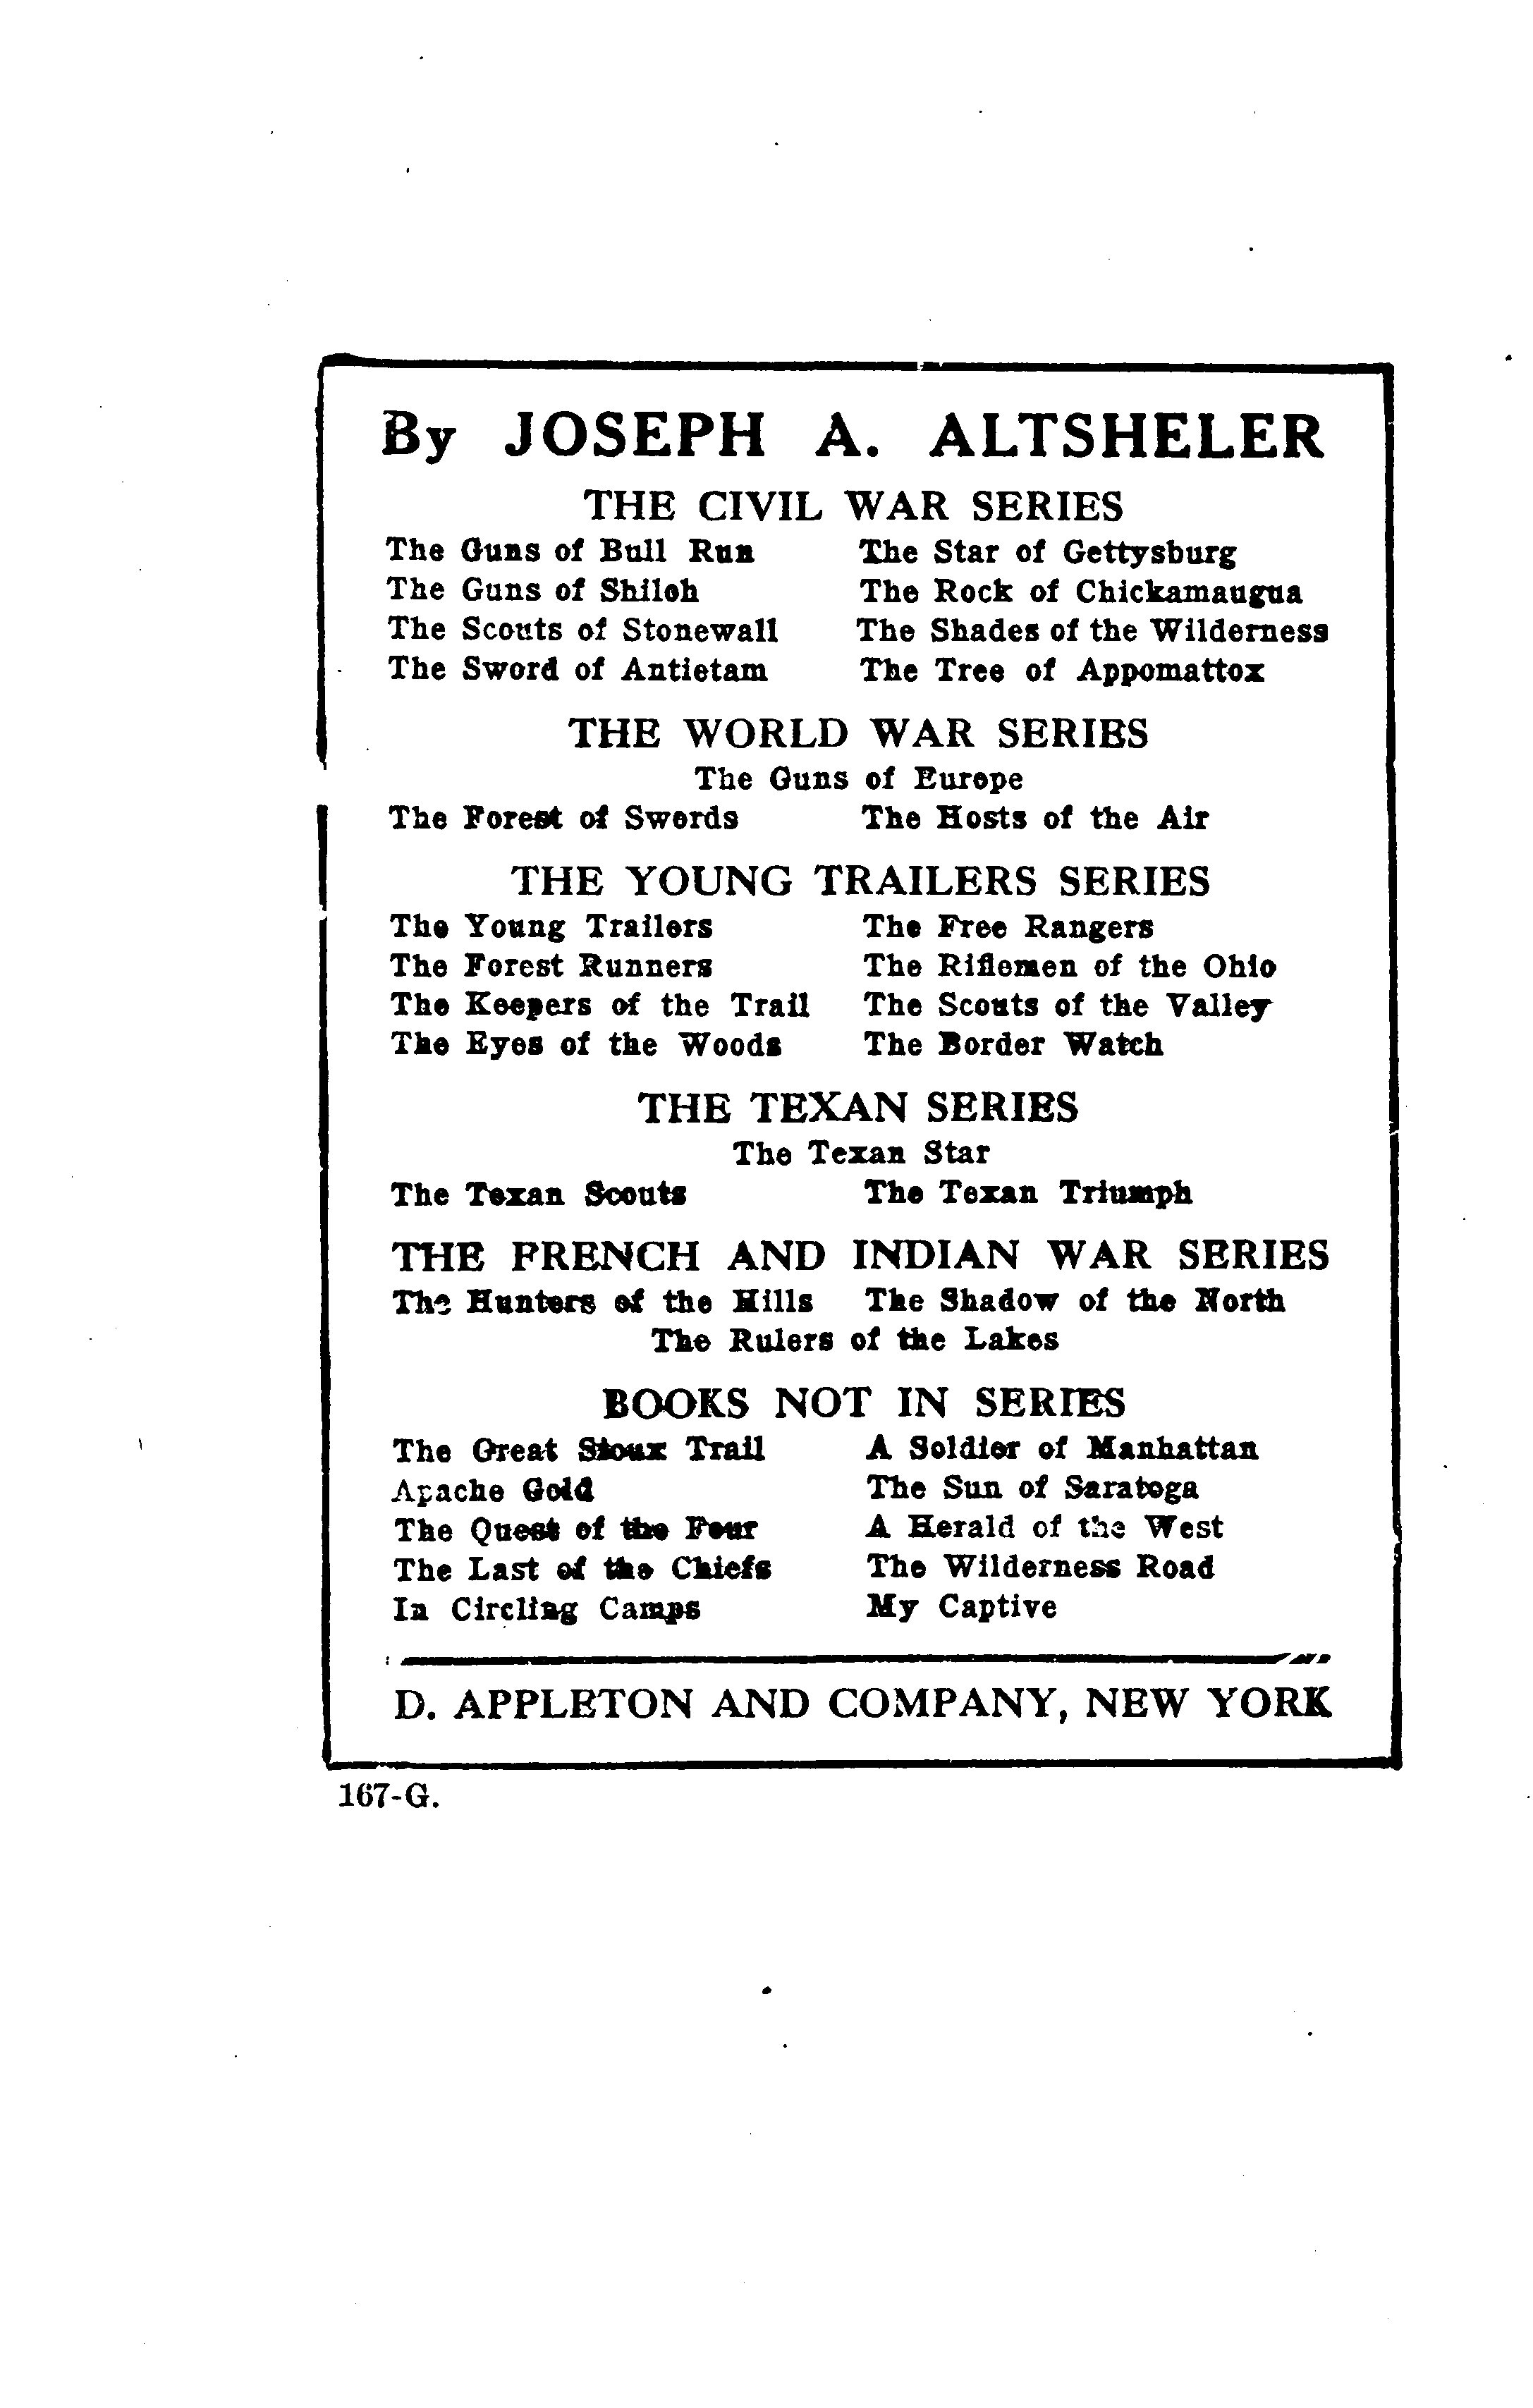 By JOSEPH A. ALTSHELER
THE CIVIL WAR SERIES
The Guns of Bull Run The Star of Gettysburg
The Guns of Shiloh The Rock of Chickamaugua
The Scouts of Stonewall The Shades of the Wilderness
The Sword of Antietam The Tree of Appomattox
THE WORLD WAR SERIES
The Guns of Europe
The Forest of Swords The Hosts of the Air
THE YOUNG TRAILERS SERIES
The Young Trailers The Free Rangers
The Forest Runners The Riflemen of the Ohio
The Keepers of the Trail The Scouts of the Valley
The Eyes of the Woods The Border Watch
THE TEXAN SERIES
The Texan Star
The Texan Scouts The Texan Triumph
THE FRENCH AND INDIAN WAR SERIES
The Hunters of the Hills The Shadow of the North
The Rulers of the Lakes
BOOKS NOT IN SERIES
The Great Sioux Trail A Soldier of Manhattan
Apache Gold The Sun of Saratoga
The Quest of the Four A Herald of the West
The Last of the Chiefs The Wilderness Road
In Circling Camps My Captive
D. APPLETON AND COMPANY, NEW YORK
167-G.